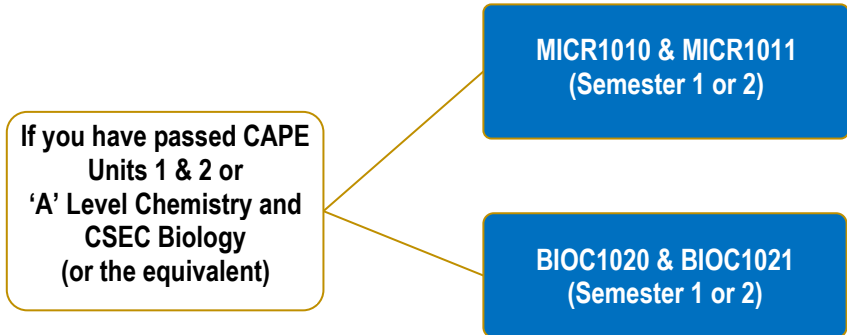 MICR1010 & MICR1011
(Semester 1 or 2)
If you have passed CAPE
Units 1 & 2 or
‘A’ Level Chemistry and
CSEC Biology
(or the equivalent)
BIOC1020 & BIOC1021
(Semester 1 or 2)